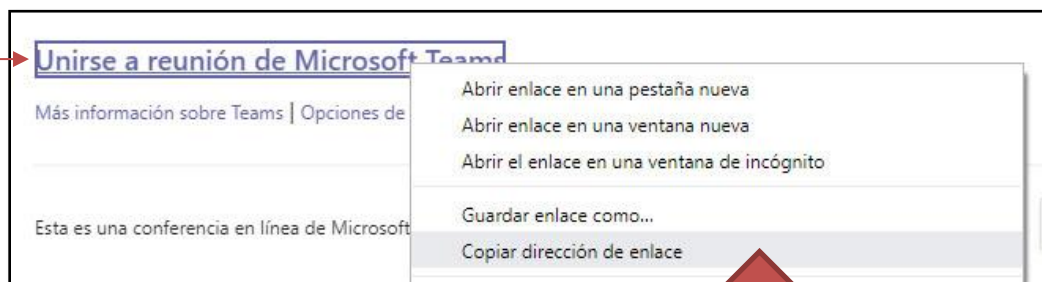 Unirse a reunión de Microsoft Teams
Más información sobre Teams | Opciones de
Esta es una conferencia en línea de Microsoft
Abrir enlace en una pestaña nueva
Abrir enlace en una ventana nueva
Abrir el enlace en una ventana de incógnito
Guardar enlace como...
Copiar dirección de enlace